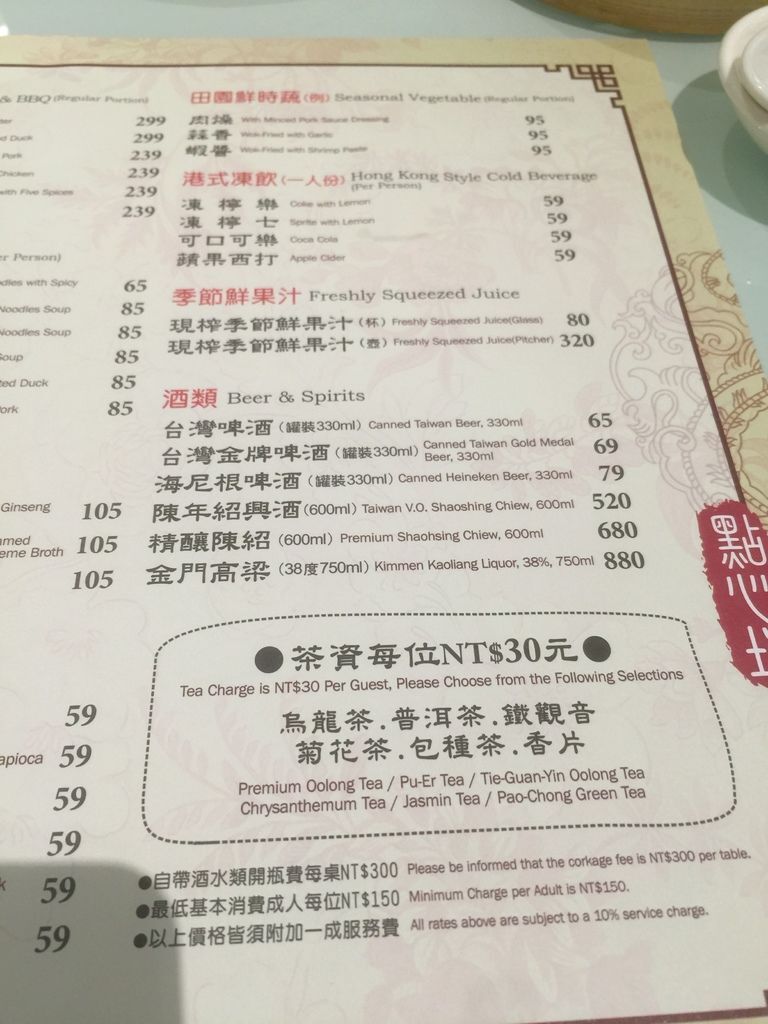 & BBQ (Regular Portion)
299
d Duck 299
Pork 239
Chicken 239
with Five Spices 239
239
er Person)
dles with Spicy 65
Noodles Soup 85
Noodles Soup 85
Soup 85
ted Duck 85
ork 85
Ginseng 105
med
eme Broth 105
105
59
apioca 59
59
59
k 59
59
田園鮮時蔬(例) Seasonal Vegetable (Regular Portion)
肉燥 With Minced Pork Sauce Dressing 95
蒜香 Wok-Fried with Garlic 95
蝦醬 Wok-Fried with Shrimp Paste 95
港式凍飲(一人份) Hong Kong Style Cold Beverage
(Per Person)
凍檸樂 Coke with Lemon 59
凍檸七 Sprite with Lemon 59
可口可樂 Coca Cola 59
蘋果西打 Apple Cider 59
季節鮮果汁 Freshly Squeezed Juice
現榨季節鮮果汁(杯) Freshly Squeezed Juice(Glass) 80
現榨季節鮮果汁(壺) Freshly Squeezed Juice(Pitcher) 320
酒類 Beer & Spirits
台灣啤酒(罐裝330ml) Canned Taiwan Beer, 330ml 65
台灣金牌啤酒(罐裝330ml) Canned Taiwan Gold Medal Beer, 330ml 69
海尼根啤酒(罐裝330ml) Canned Heineken Beer, 330ml 79
陳年紹興酒(600ml) Taiwan V.O. Shaoshing Chiew, 600ml 520
精釀陳紹(600ml) Premium Shaohsing Chiew, 600ml 680
金門高梁(38度750ml) Kimmen Kaoliang Liquor, 38%, 750ml 880
●茶資每位NT$30元●
Tea Charge is NT$30 Per Guest, Please Choose from the Following Selections
烏龍茶.普洱茶.鐵觀音
菊花茶.包種茶.香片
Premium Oolong Tea / Pu-Er Tea / Tie-Guan-Yin Oolong Tea
Chrysanthemum Tea / Jasmin Tea / Pao-Chong Green Tea
●自帶酒水類開瓶費每桌NT$300 Please be informed that the corkage fee is NT$300 per table.
●最低基本消費成人每位NT$150 Minimum Charge per Adult is NT$150.
●以上價格皆須附加一成服務費 All rates above are subject to a 10% service charge.
點心